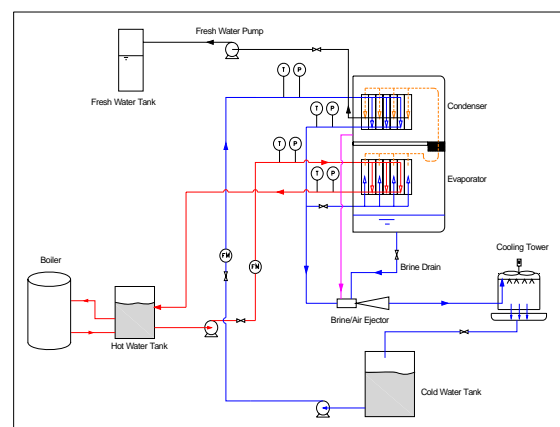 Fresh Water Pump
T
P
Fresh Water Tank
T
P
Condenser
T
P
Evaporator
T
P
FM
FM
Boiler
Brine Drain
Cooling Tower
Hot Water Tank
Brine/Air Ejector
Cold Water Tank